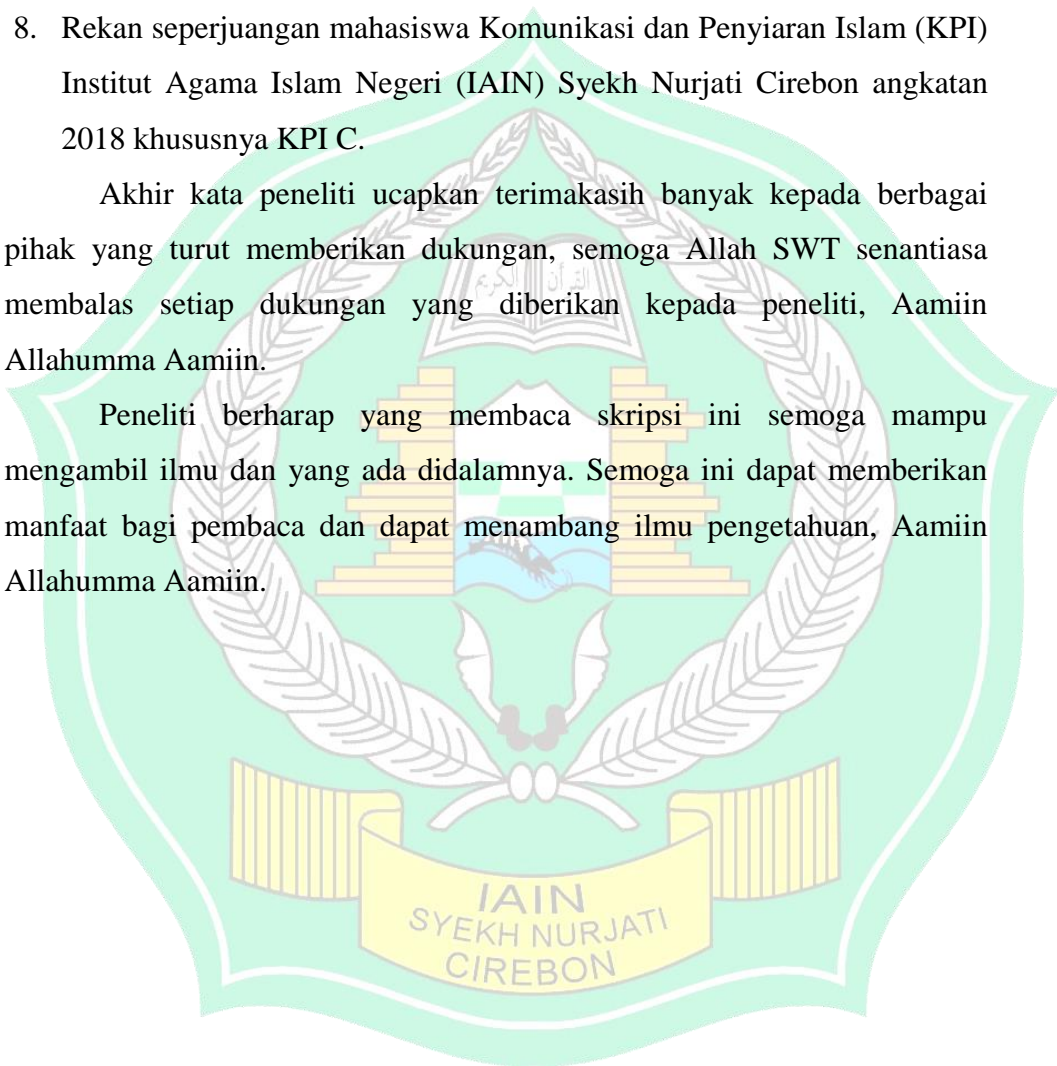 8. Rekan seperjuangan mahasiswa Komunikasi dan Penyiaran Islam (KPI)
Institut Agama Islam Negeri (IAIN) Syekh Nurjati Cirebon angkatan
2018 khususnya KPI C.
Akhir kata peneliti ucapkan terimakasih banyak kepada berbagai
pihak yang turut memberikan dukungan, semoga Allah SWT senantiasa
membalas setiap dukungan yang diberikan kepada peneliti, Aamiin
Allahumma Aamiin.
Peneliti berharap yang membaca skripsi ini semoga mampu
mengambil ilmu dan yang ada didalamnya. Semoga ini dapat memberikan
manfaat bagi pembaca dan dapat menambang ilmu pengetahuan, Aamiin
Allahumma Aamiin.
القرآن الكريم
IAIN
SYEKH NURJATI
CIREBON